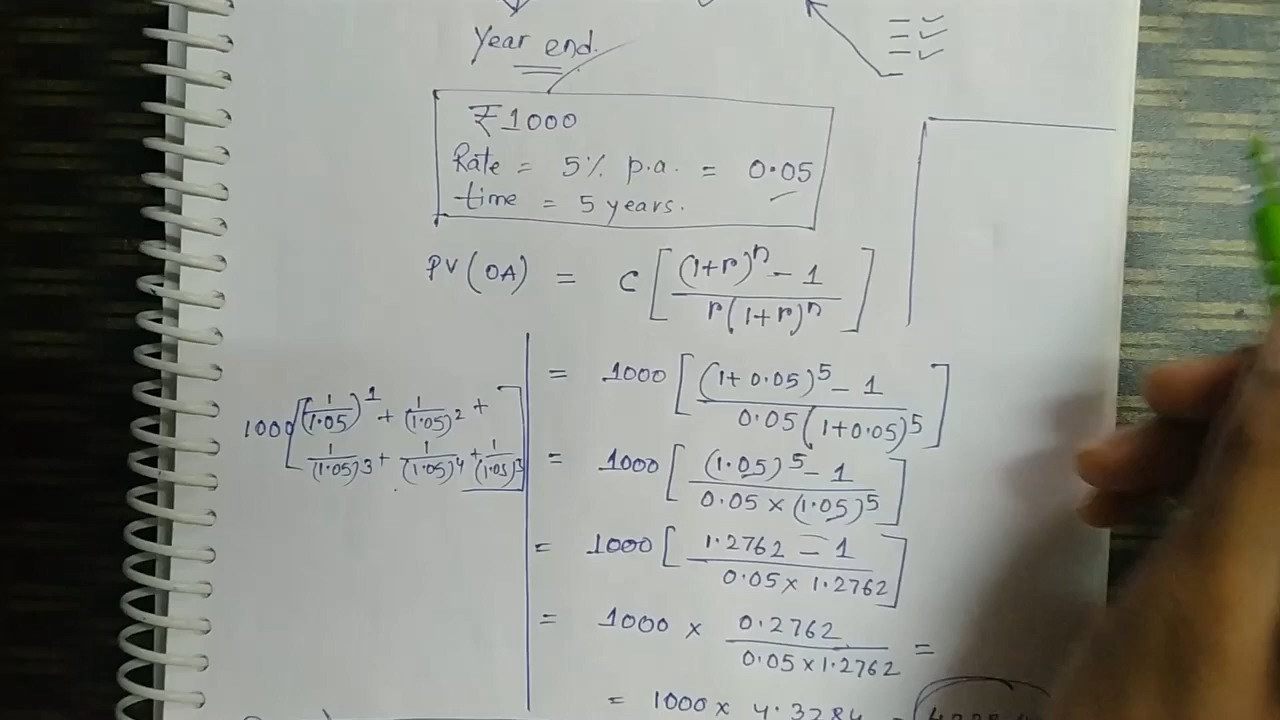 Year end.
₹1000
Rate = 5% p.a. = 0.05
time = 5 years.
PV(OA) = C [ (1+r)^n - 1 / r(1+r)^n ]
= 1000 [ (1+0.05)^5 - 1 / 0.05(1+0.05)^5 ]
1000 [ (1/1.05)^1 + 1/(1.05)^2 +
1/(1.05)^3 + 1/(1.05)^4 + 1/(1.05)^5 ]
= 1000 [ (1.05)^5 - 1 / 0.05 × (1.05)^5 ]
= 1000 [ 1.2762 - 1 / 0.05 × 1.2762 ]
= 1000 × 0.2762 / 0.05 × 1.2762 =
= 1000 × 4.3284 =